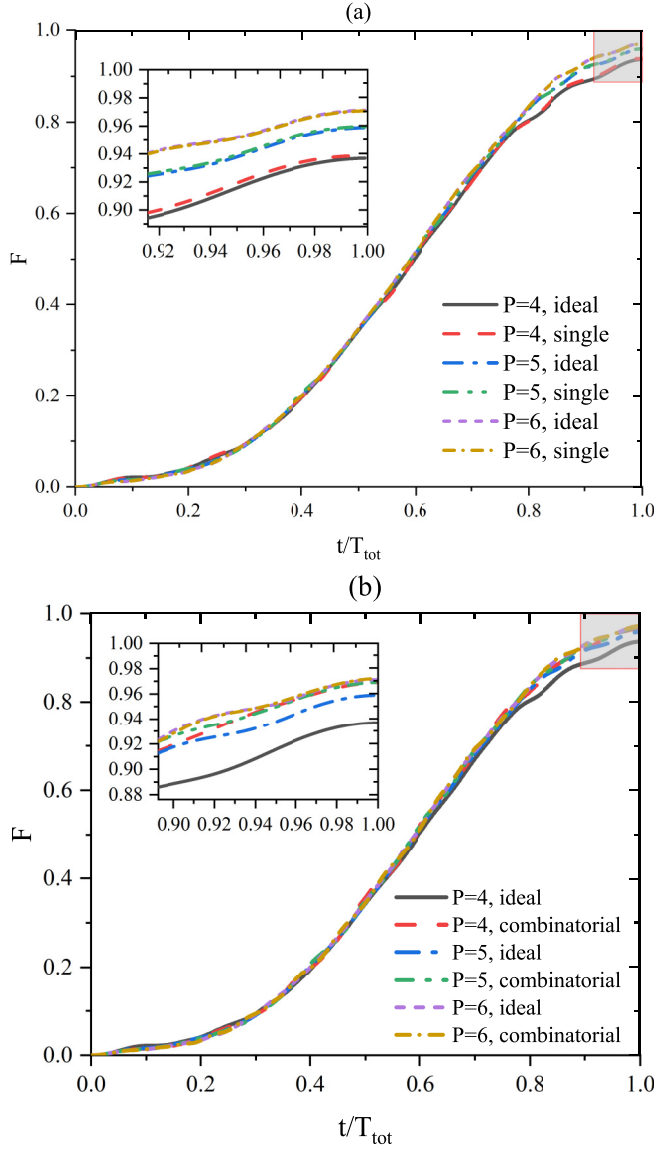 (a)
1.0
0.8
0.6
0.4
0.2
0.0
F
1.00
0.98
0.96
0.94
0.92
0.90
0.92 0.94 0.96 0.98 1.00
P=4, ideal
P=4, single
P=5, ideal
P=5, single
P=6, ideal
P=6, single
0.0 0.2 0.4 0.6 0.8 1.0
t/T_tot
(b)
1.0
0.8
0.6
0.4
0.2
0.0
F
1.00
0.98
0.96
0.94
0.92
0.90
0.88
0.90 0.92 0.94 0.96 0.98 1.00
P=4, ideal
P=4, combinatorial
P=5, ideal
P=5, combinatorial
P=6, ideal
P=6, combinatorial
0.0 0.2 0.4 0.6 0.8 1.0
t/T_tot